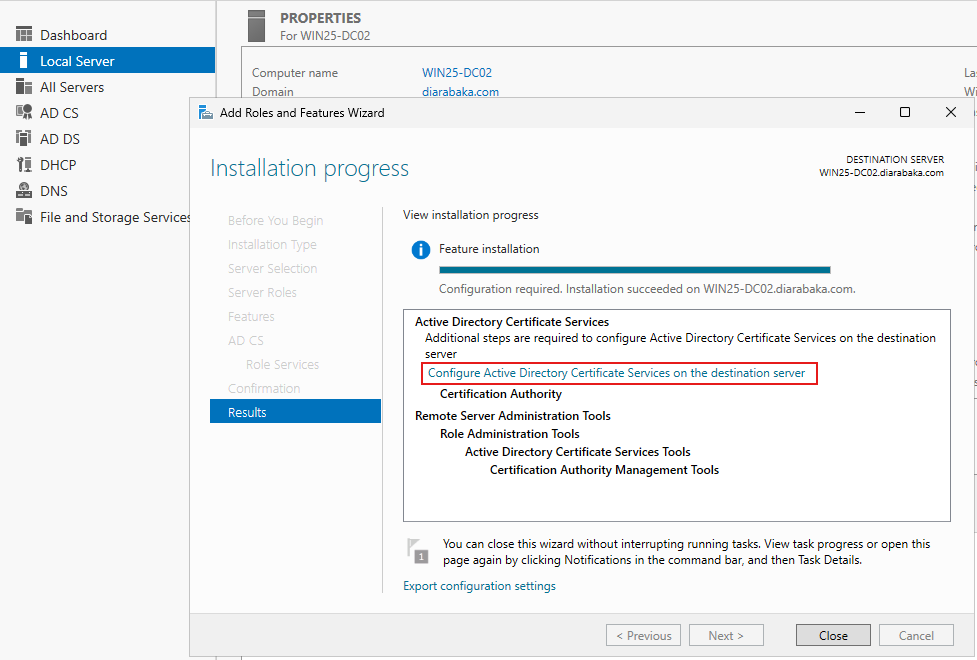 PROPERTIES
For WIN25-DC02
Dashboard
Local Server
All Servers
AD CS
AD DS
DHCP
DNS
File and Storage Services
Computer name
WIN25-DC02
Domain
diarabaka.com
Add Roles and Features Wizard
Installation progress
DESTINATION SERVER
WIN25-DC02.diarabaka.com
Before You Begin
Installation Type
Server Selection
Server Roles
Features
AD CS
Role Services
Confirmation
Results
View installation progress
Feature installation
Configuration required. Installation succeeded on WIN25-DC02.diarabaka.com.
Active Directory Certificate Services
Additional steps are required to configure Active Directory Certificate Services on the destination
server
Configure Active Directory Certificate Services on the destination server
Certification Authority
Remote Server Administration Tools
Role Administration Tools
Active Directory Certificate Services Tools
Certification Authority Management Tools
1
You can close this wizard without interrupting running tasks. View task progress or open this
page again by clicking Notifications in the command bar, and then Task Details.
Export configuration settings
< Previous
Next >
Close
Cancel